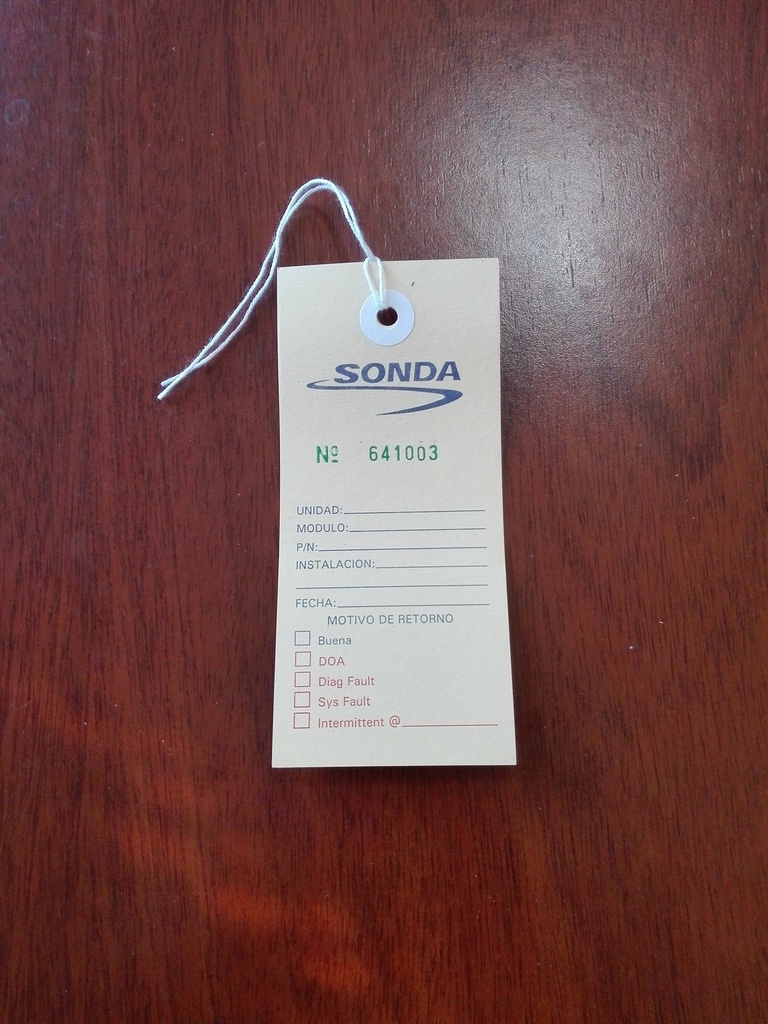 SONDA
Nº 641003
UNIDAD:
MODULO:
P/N:
INSTALACION:
FECHA:
MOTIVO DE RETORNO
Buena
DOA
Diag Fault
Sys Fault
Intermittent @